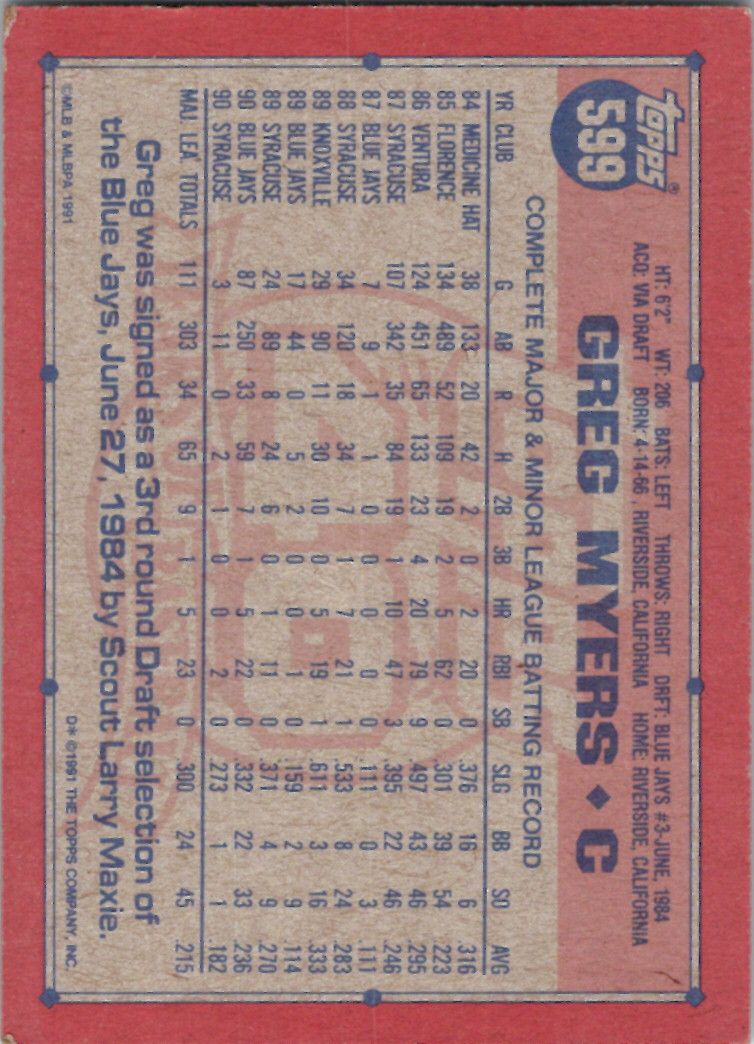 topps®
599
HT: 6'2" WT: 206 BATS: LEFT THROWS: RIGHT DRFT: BLUE JAYS #3-JUNE, 1984
ACQ: VIA DRAFT BORN: 4-14-66, RIVERSIDE, CALIFORNIA HOME: RIVERSIDE, CALIFORNIA
GREG MYERS ♦ C
COMPLETE MAJOR & MINOR LEAGUE BATTING RECORD
YR CLUB G AB R H 2B 3B HR RBI SB SLG BB SO AVG
84 MEDICINE HAT 38 133 20 42 2 0 2 20 0 .376 16 6 .316
85 FLORENCE 134 489 52 109 19 2 5 62 0 .301 39 54 .223
86 VENTURA 124 451 65 133 23 4 20 79 9 .497 43 46 .295
87 SYRACUSE 107 342 35 84 19 1 10 47 3 .395 22 46 .246
87 BLUE JAYS 7 9 1 1 0 0 0 0 0 .111 0 3 .111
88 SYRACUSE 34 120 18 34 7 1 7 21 1 .533 8 24 .283
89 KNOXVILLE 29 90 11 30 10 0 5 19 1 .611 3 16 .333
89 BLUE JAYS 17 44 0 5 2 0 0 1 0 .159 2 9 .114
89 SYRACUSE 24 89 8 24 6 0 1 11 0 .371 4 9 .270
90 BLUE JAYS 87 250 33 59 7 1 5 22 0 .332 22 33 .236
90 SYRACUSE 3 11 0 2 1 0 0 2 0 .273 1 1 .182
MAJ. LEA. TOTALS 111 303 34 65 9 1 5 23 0 .300 24 45 .215
Greg was signed as a 3rd round Draft selection of
the Blue Jays, June 27, 1984 by Scout Larry Maxie.
©MLB & MLBPA 1991
D* ©1991 THE TOPPS COMPANY, INC.